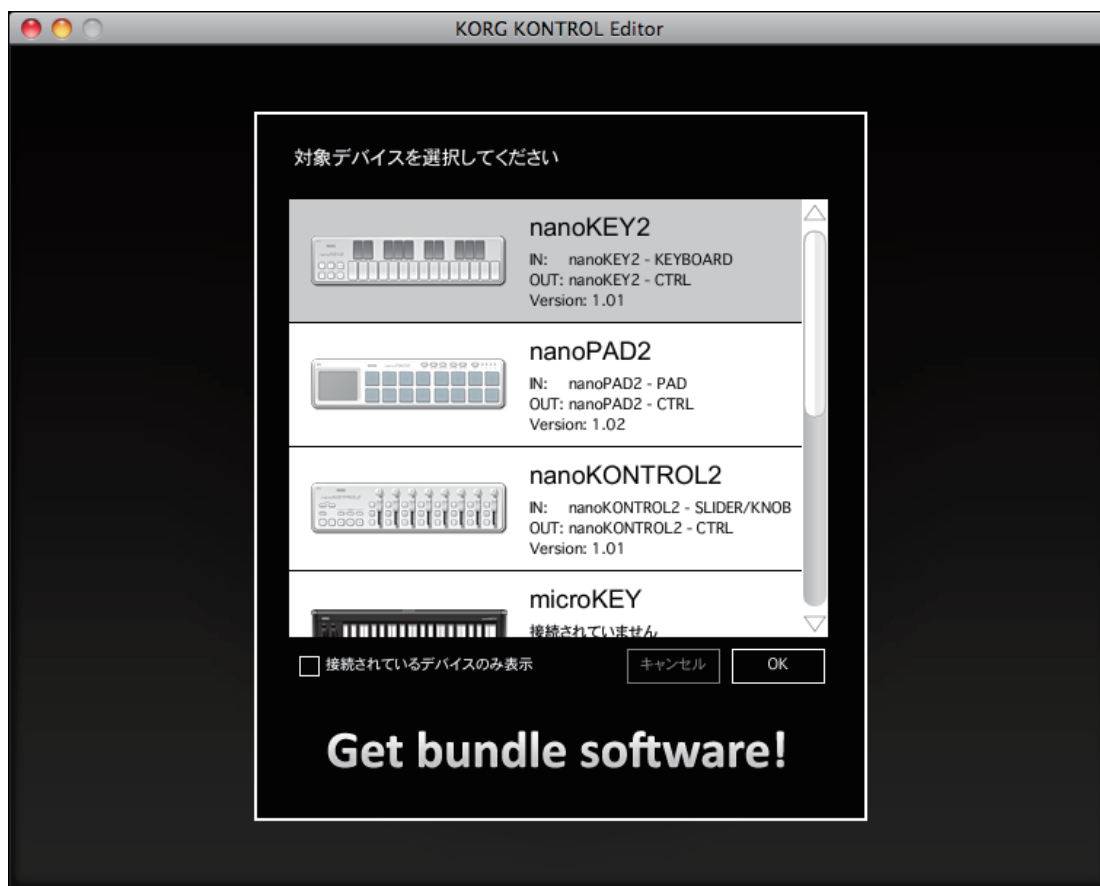 KORG KONTROL Editor
対象デバイスを選択してください
nanoKEY2
IN: nanoKEY2 - KEYBOARD
OUT: nanoKEY2 - CTRL
Version: 1.01
nanoPAD2
IN: nanoPAD2 - PAD
OUT: nanoPAD2 - CTRL
Version: 1.02
nanoKONTROL2
IN: nanoKONTROL2 - SLIDER/KNOB
OUT: nanoKONTROL2 - CTRL
Version: 1.01
microKEY
接続されていません
接続されているデバイスのみ表示
キャンセル
OK
Get bundle software!